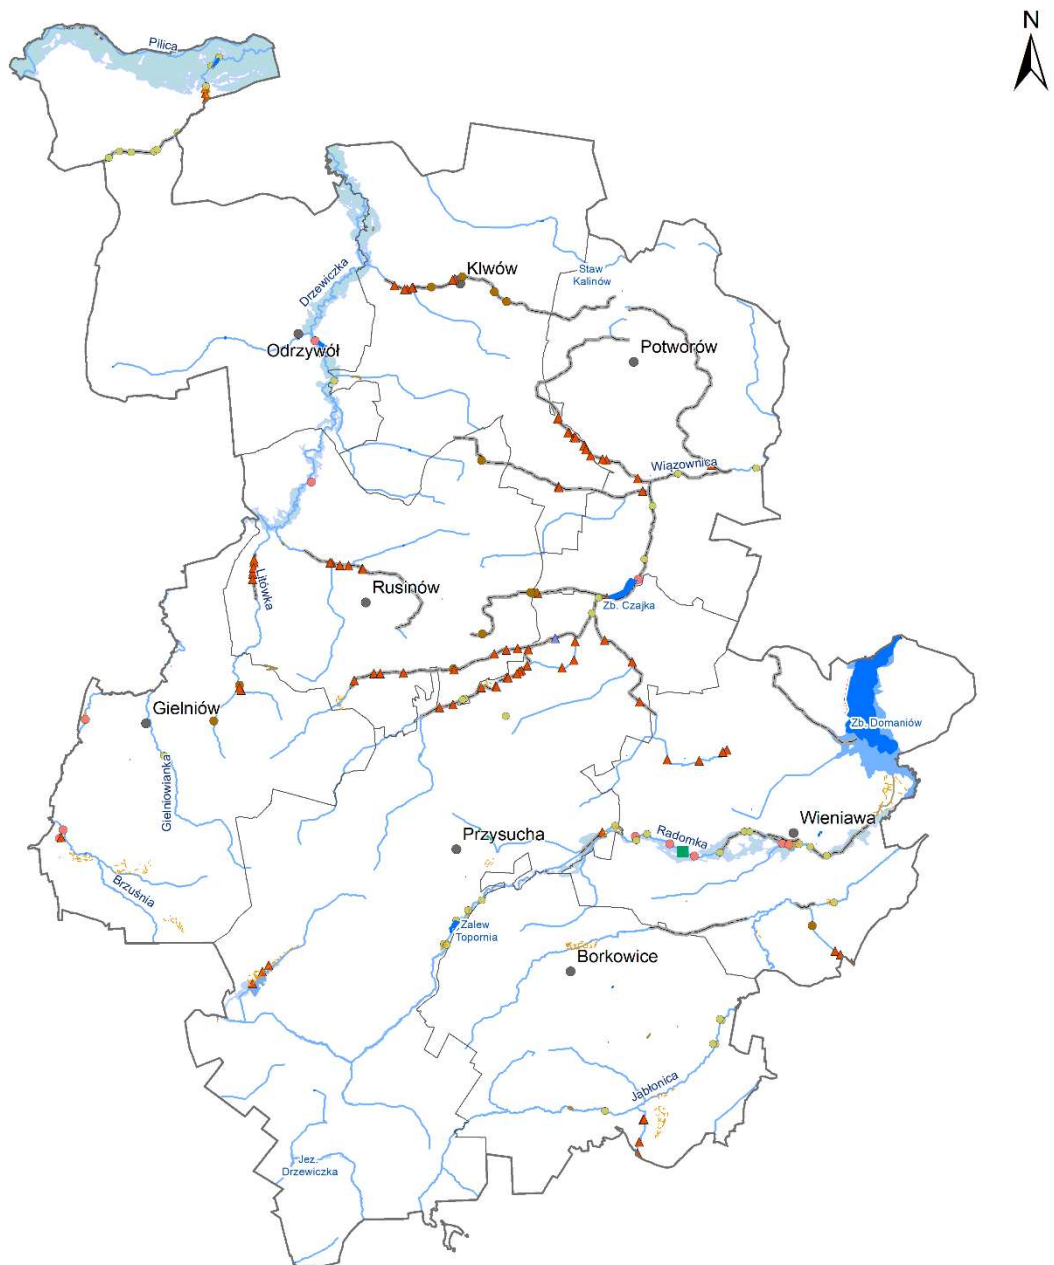 N
Pilica
Klwów
Staw
Kalinów
Drzewiczka
Odrzywół
Potworów
Wiązownica
Litówka
Rusinów
Zb. Czajka
Gielniów
Zb. Domaniów
Gielniowianka
Przysucha
Radomka
Wieniawa
Brzuśnia
Zalew
Topornia
Borkowice
Jabłonica
Jez.
Drzewiczka